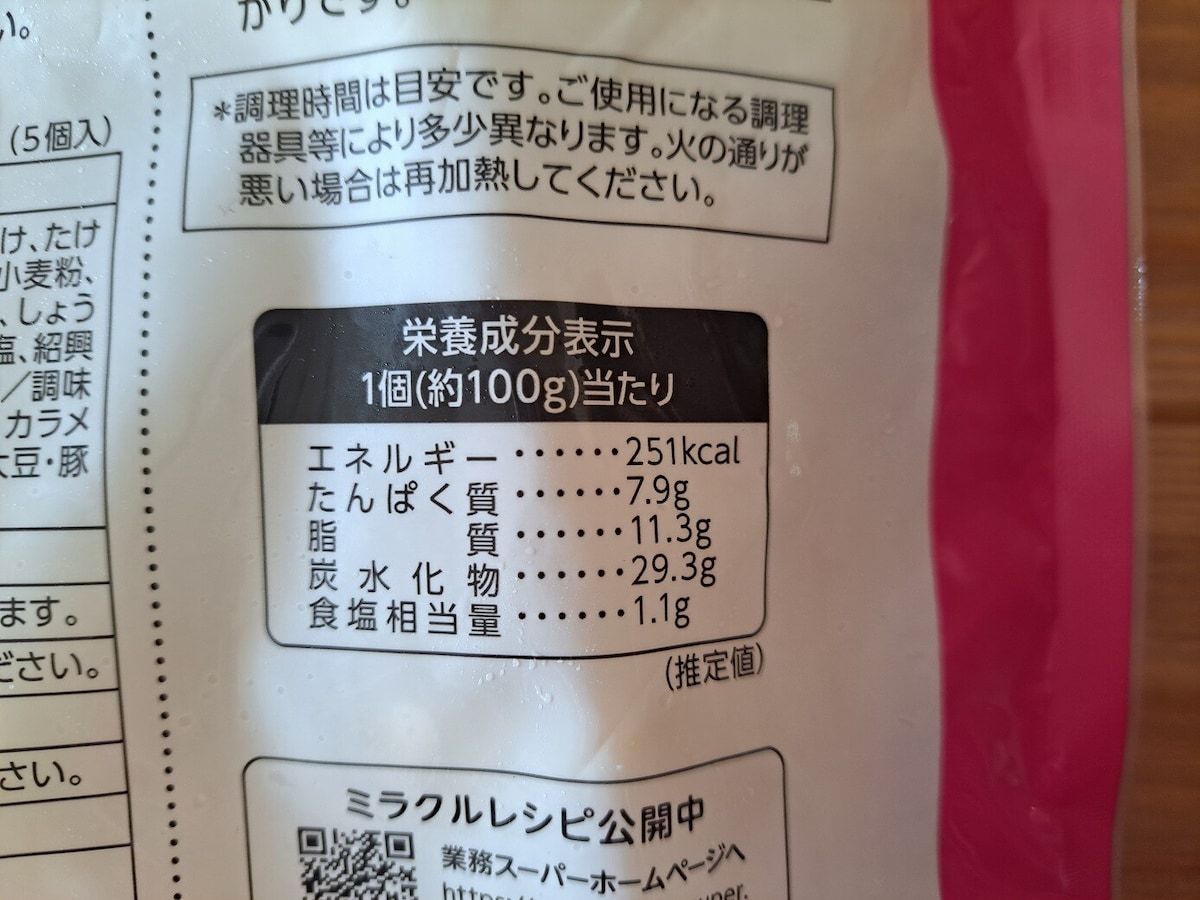 い。
かりです。
*調理時間は目安です。ご使用になる調理
器具等により多少異なります。火の通りが
悪い場合は再加熱してください。
(5個入)
け、たけ
小麦粉、
、しょう
塩、紹興
/調味
カラメ
大豆・豚
ます。
ださい。
さい。
栄養成分表示
1個(約100g)当たり
エネルギー……251kcal
たんぱく質……7.9g
脂質……11.3g
炭水化物……29.3g
食塩相当量……1.1g
(推定値)
ミラクルレシピ公開中
業務スーパーホームページへ